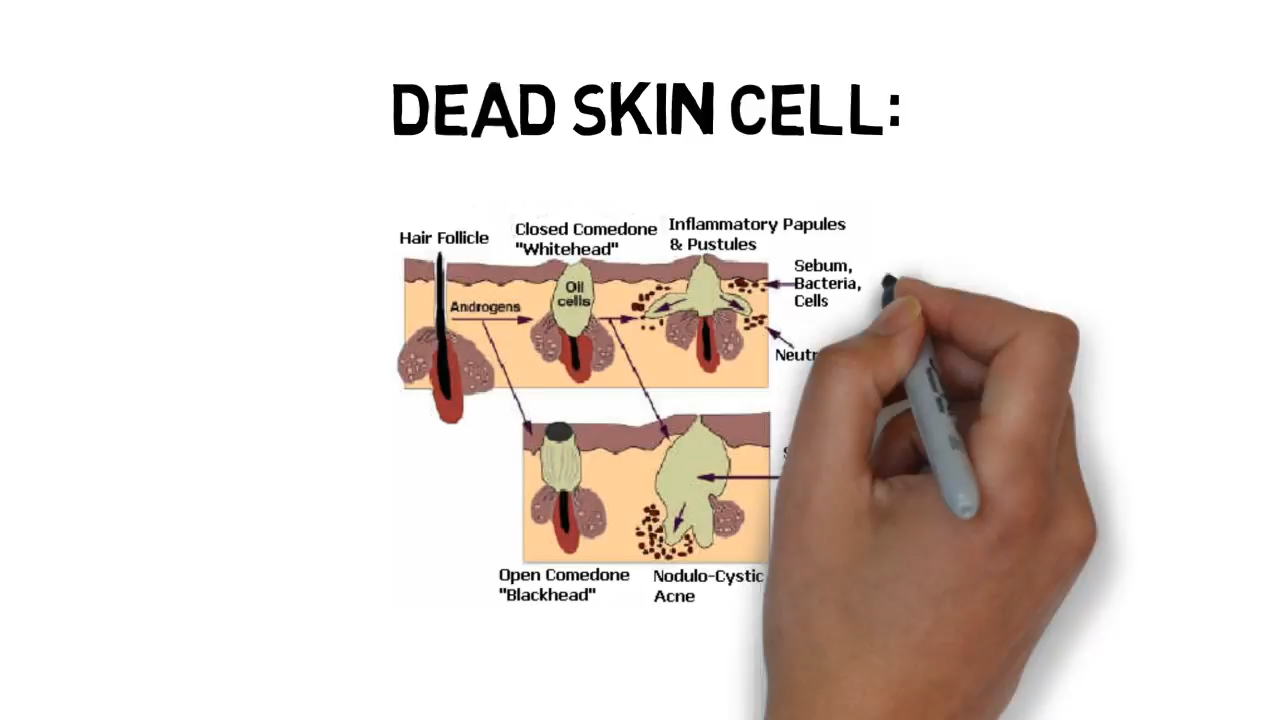 DEAD SKIN CELL:
Hair Follicle
Closed Comedone
"Whitehead"
Inflammatory Papules
& Pustules
Sebum,
Bacteria,
Cells
Oil
cells
Androgens
Open Comedone
"Blackhead"
Nodulo-Cystic
Acne